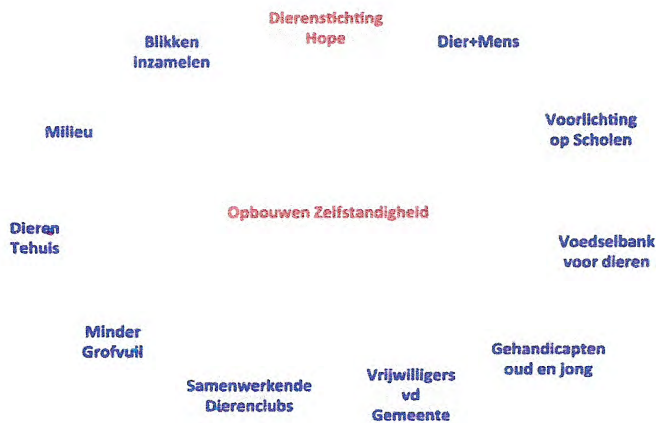 Dierenstichting
Hope
Blikken
inzamelen
Dier+Mens
Milieu
Voorlichting
op Scholen
Opbouwen Zelfstandigheid
Dieren
Tehuis
Voedselbank
voor dieren
Minder
Grofvuil
Gehandicapten
oud en jong
Samenwerkende
Dierenclubs
Vrijwilligers
vd
Gemeente